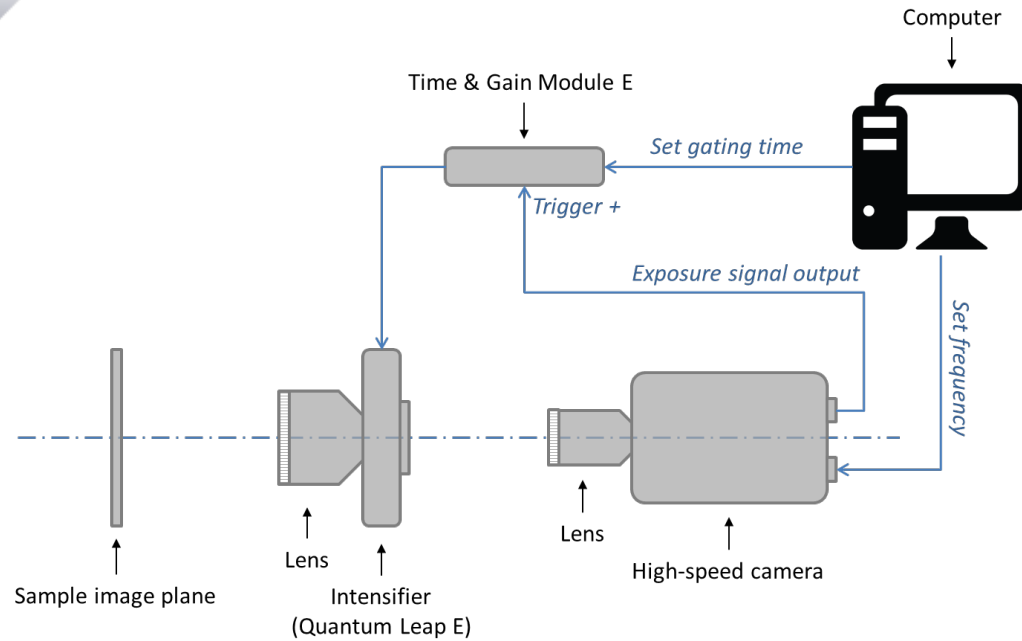 Computer
Time & Gain Module E
Set gating time
Trigger +
Exposure signal output
Set frequency
Lens
Lens
High-speed camera
Sample image plane
Intensifier
(Quantum Leap E)